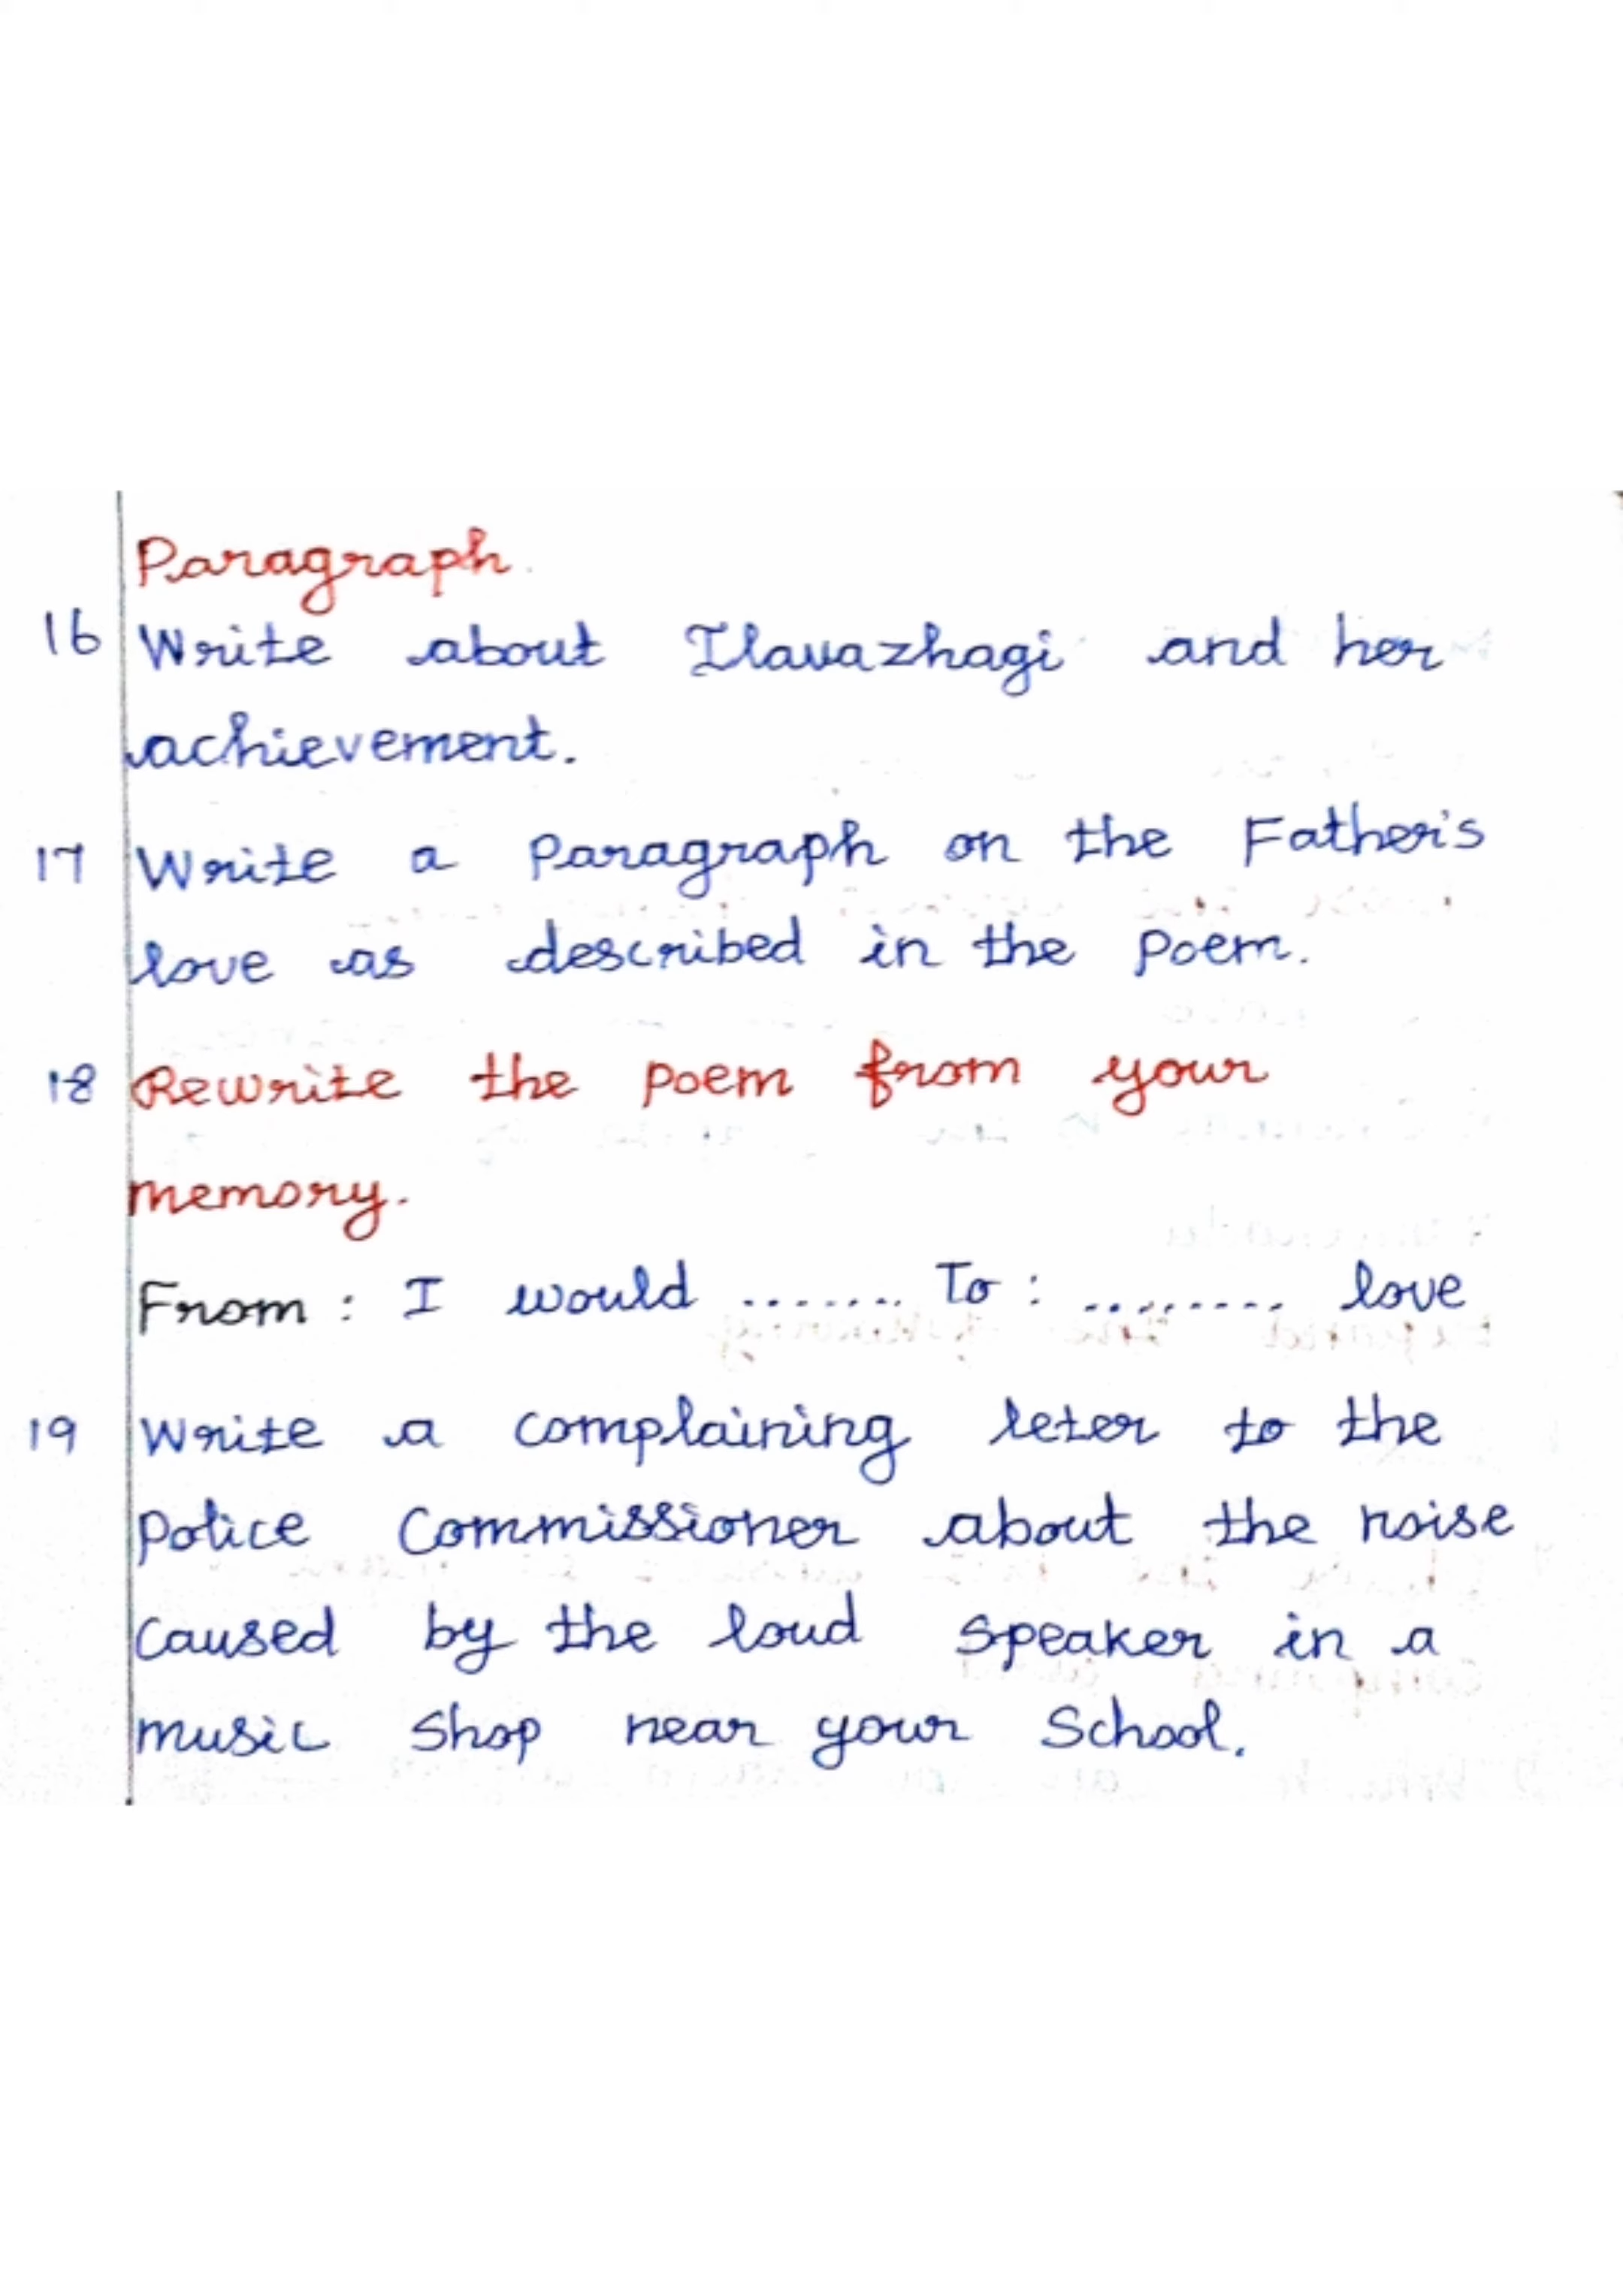 Paragraph
16 Write about Ilavazhagi and her
achievement.
17 Write a Paragraph on the Father's
love as described in the Poem.
18 Rewrite the poem from your
memory.
From : I would ....... To : ......... love
19 Write a complaining leter to the
Police Commissioner about the noise
caused by the loud speaker in a
music shop near your School.